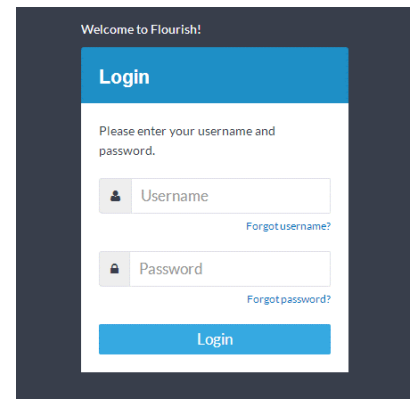 Welcome to Flourish!
Login
Please enter your username and
password.
Username
Forgot username?
Password
Forgot password?
Login